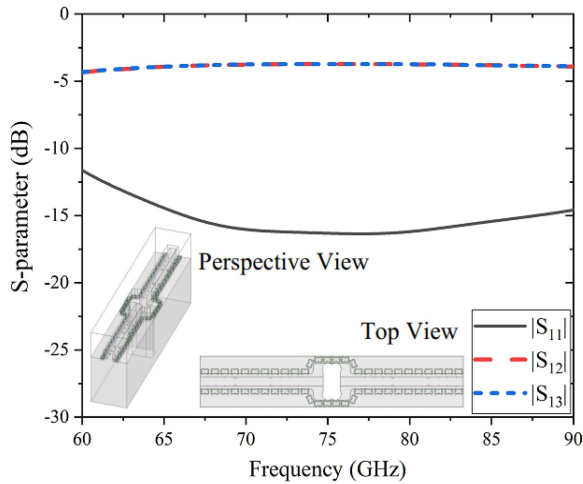 0
-5
-10
-15
-20
-25
-30
S-parameter (dB)
Perspective View
Top View
|S11|
|S12|
|S13|
60
65
70
75
80
85
90
Frequency (GHz)